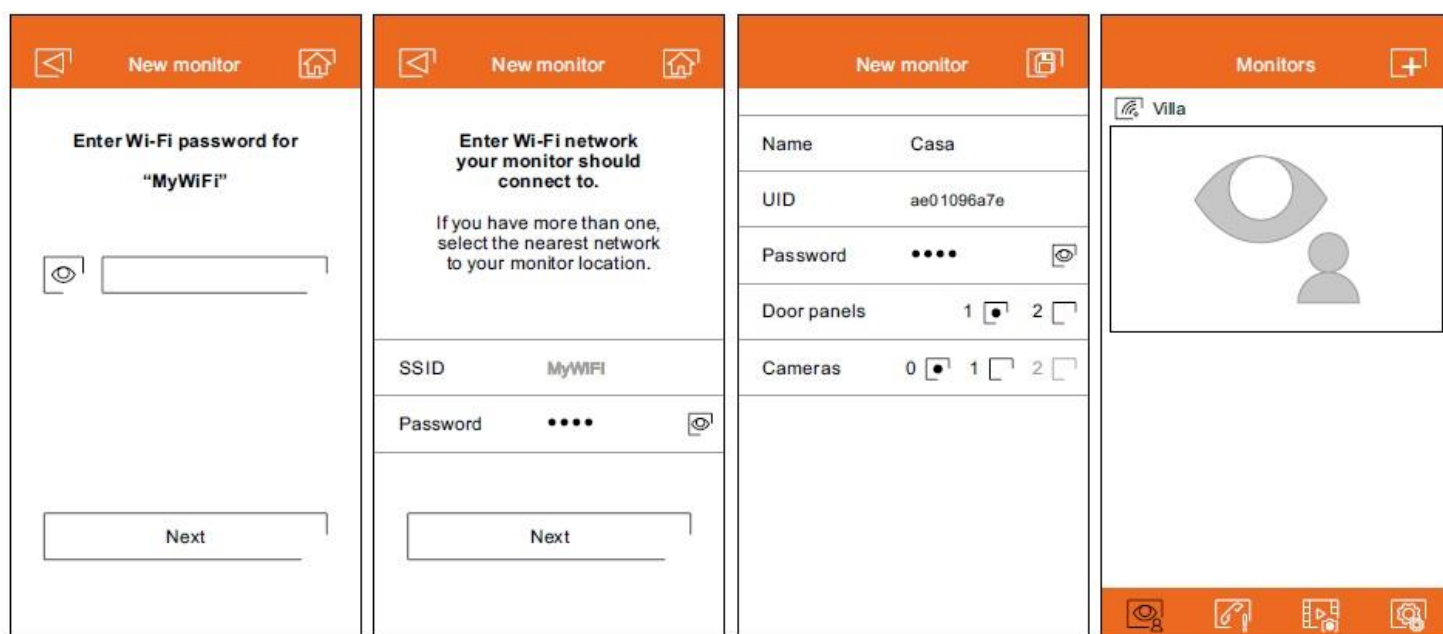 New monitor
Enter Wi-Fi password for
“MyWiFi”
Next
New monitor
Enter Wi-Fi network
your monitor should
connect to.
If you have more than one,
select the nearest network
to your monitor location.
SSID MyWIFI
Password ••••
Next
New monitor
Name Casa
UID ae01096a7e
Password ••••
Door panels 1 2
Cameras 0 1 2
Monitors
Villa